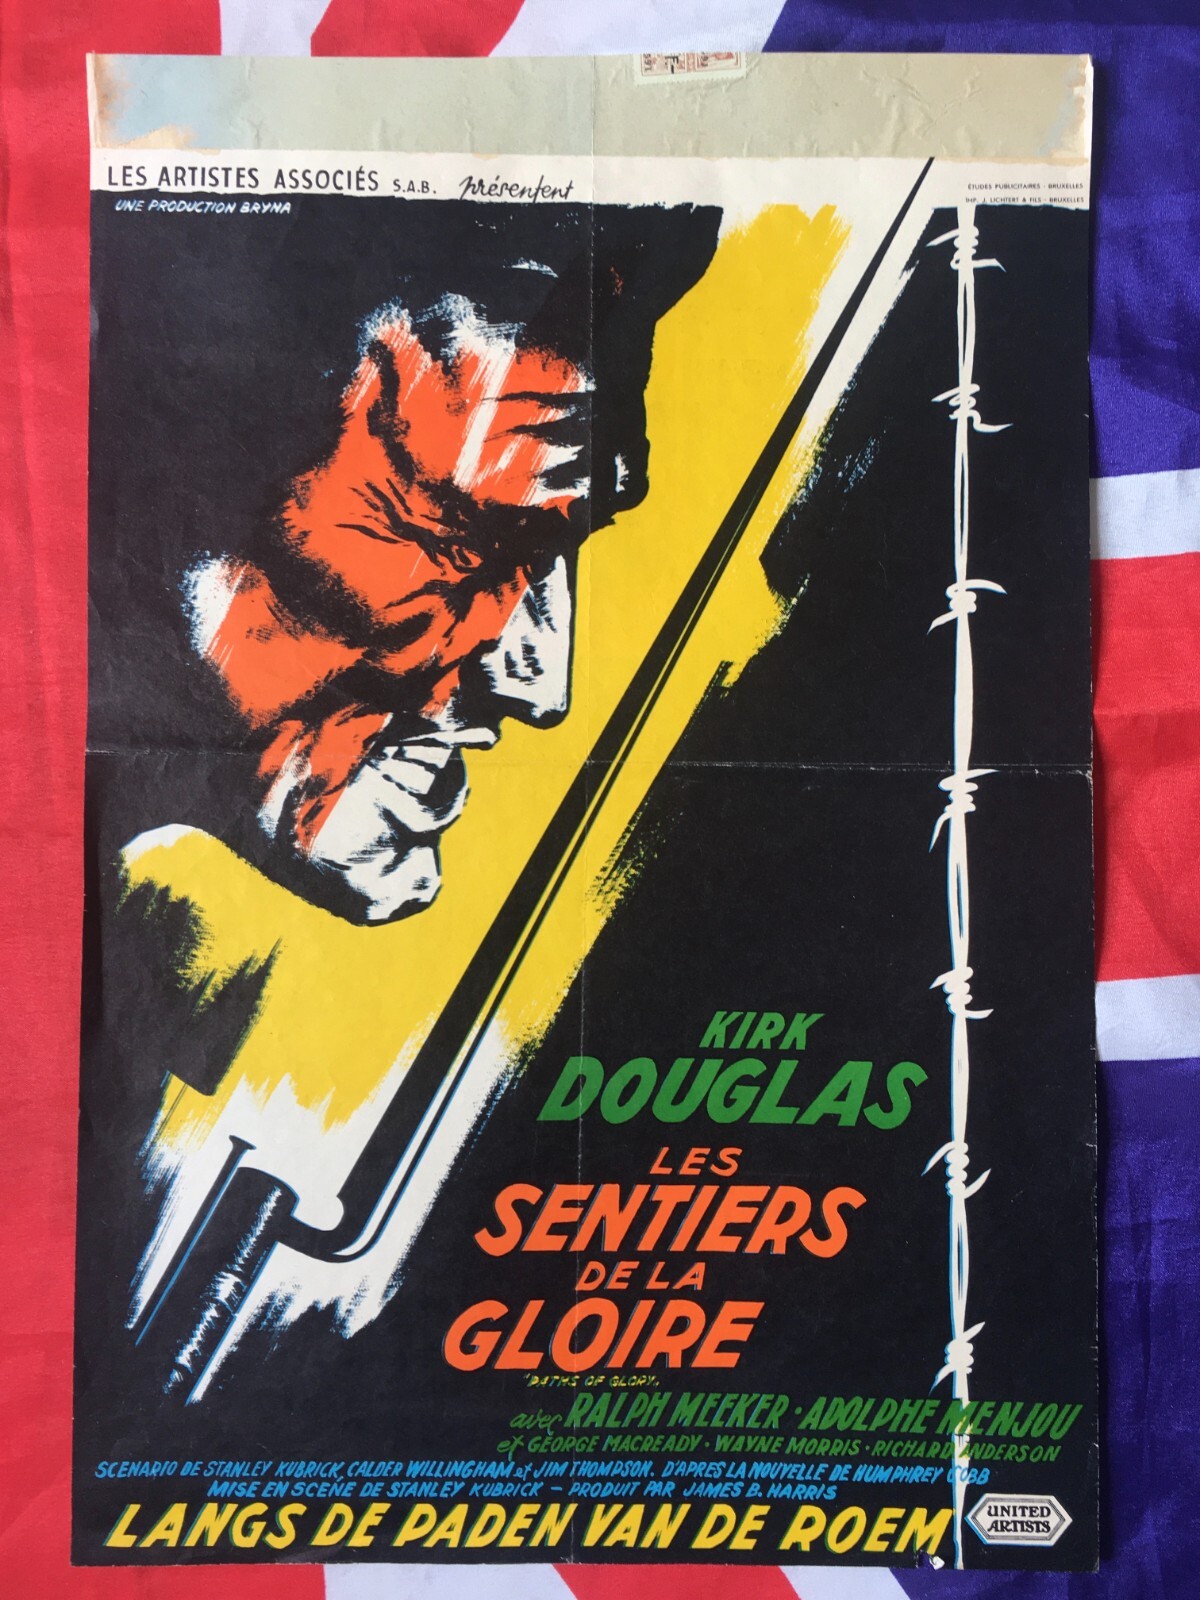 LES ARTISTES ASSOCIÉS S.A.B. présentent
UNE PRODUCTION BRYNA
ÉTUDES PUBLICITAIRES - BRUXELLES
IMP. J. LICHTERT & FILS - BRUXELLES
KIRK
DOUGLAS
LES
SENTIERS
DE LA
GLOIRE
"PATHS OF GLORY"
avec RALPH MEEKER · ADOLPHE MENJOU
et GEORGE MACREADY · WAYNE MORRIS · RICHARD ANDERSON
SCENARIO DE STANLEY KUBRICK, CALDER WILLINGHAM et JIM THOMPSON. D'APRES LA NOUVELLE DE HUMPHREY COBB
MISE EN SCENE DE STANLEY KUBRICK - PRODUIT PAR JAMES B. HARRIS
LANGS DE PADEN VAN DE ROEM
UNITED
ARTISTS